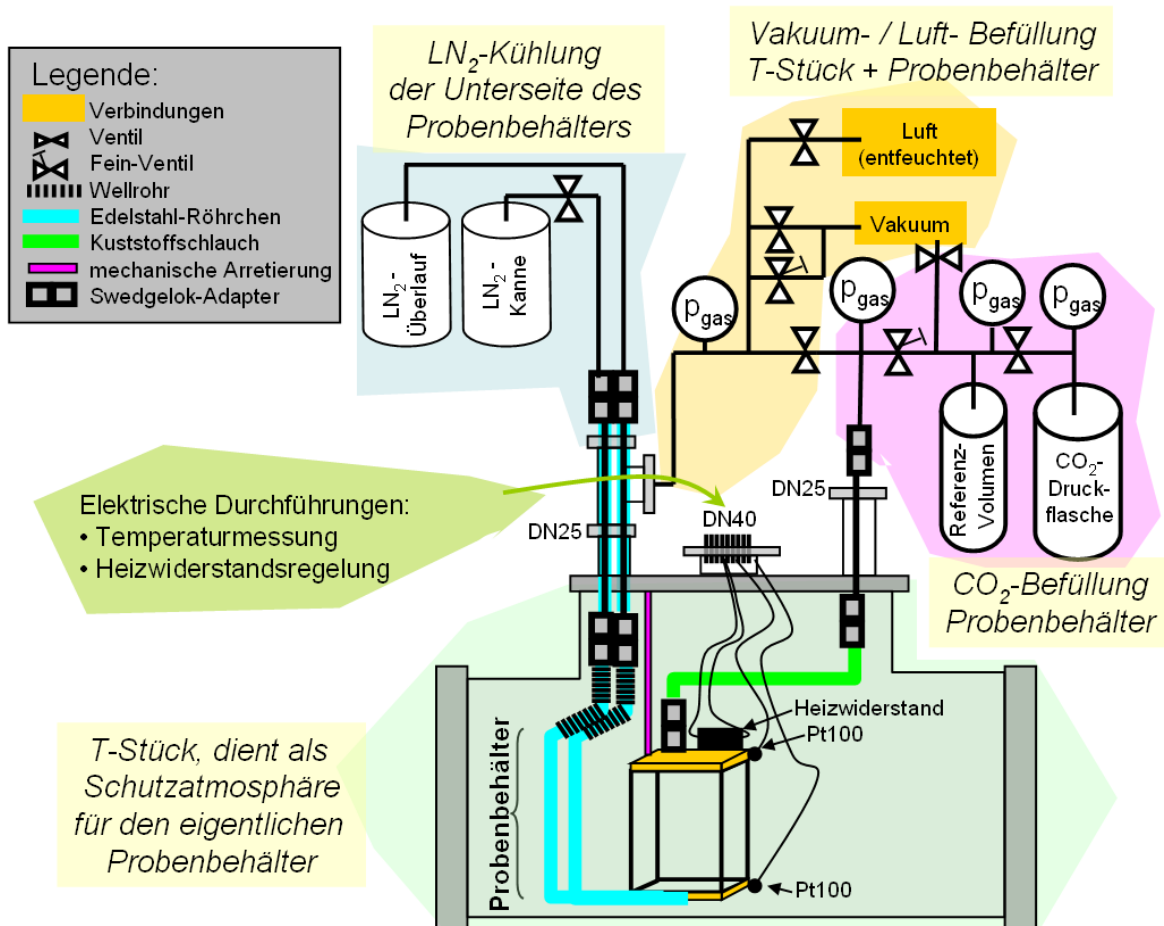 Legende:
Verbindungen
Ventil
Fein-Ventil
Wellrohr
Edelstahl-Röhrchen
Kuststoffschlauch
mechanische Arretierung
Swedgelok-Adapter
LN₂-Kühlung
der Unterseite des
Probenbehälters
Vakuum- / Luft- Befüllung
T-Stück + Probenbehälter
Luft
(entfeuchtet)
Vakuum
LN₂-
Überlauf
LN₂-
Kanne
pgas
pgas
pgas
pgas
Referenz-
Volumen
CO₂-
Druck-
flasche
CO₂-Befüllung
Probenbehälter
Elektrische Durchführungen:
• Temperaturmessung
• Heizwiderstandsregelung
DN25
DN40
DN25
Heizwiderstand
Pt100
Probenbehälter
T-Stück, dient als
Schutzatmosphäre
für den eigentlichen
Probenbehälter
Pt100